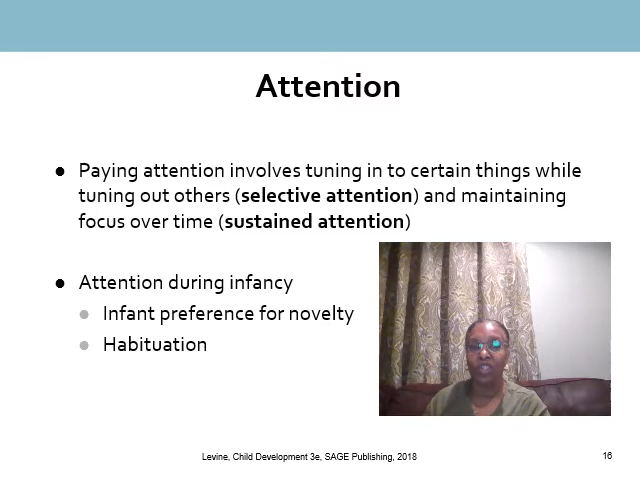 Attention
● Paying attention involves tuning in to certain things while
tuning out others (selective attention) and maintaining
focus over time (sustained attention)
● Attention during infancy
● Infant preference for novelty
● Habituation
Levine, Child Development 3e, SAGE Publishing, 2018
16